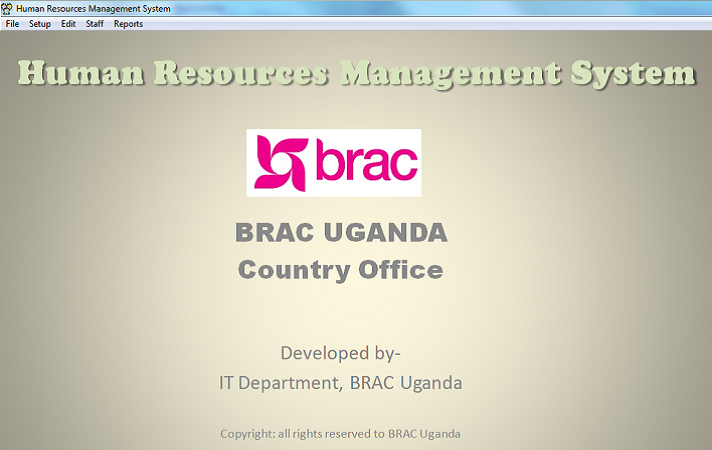 Human Resources Management System
File Setup Edit Staff Reports
Human Resources Management System
brac
BRAC UGANDA
Country Office
Developed by-
IT Department, BRAC Uganda
Copyright: all rights reserved to BRAC Uganda